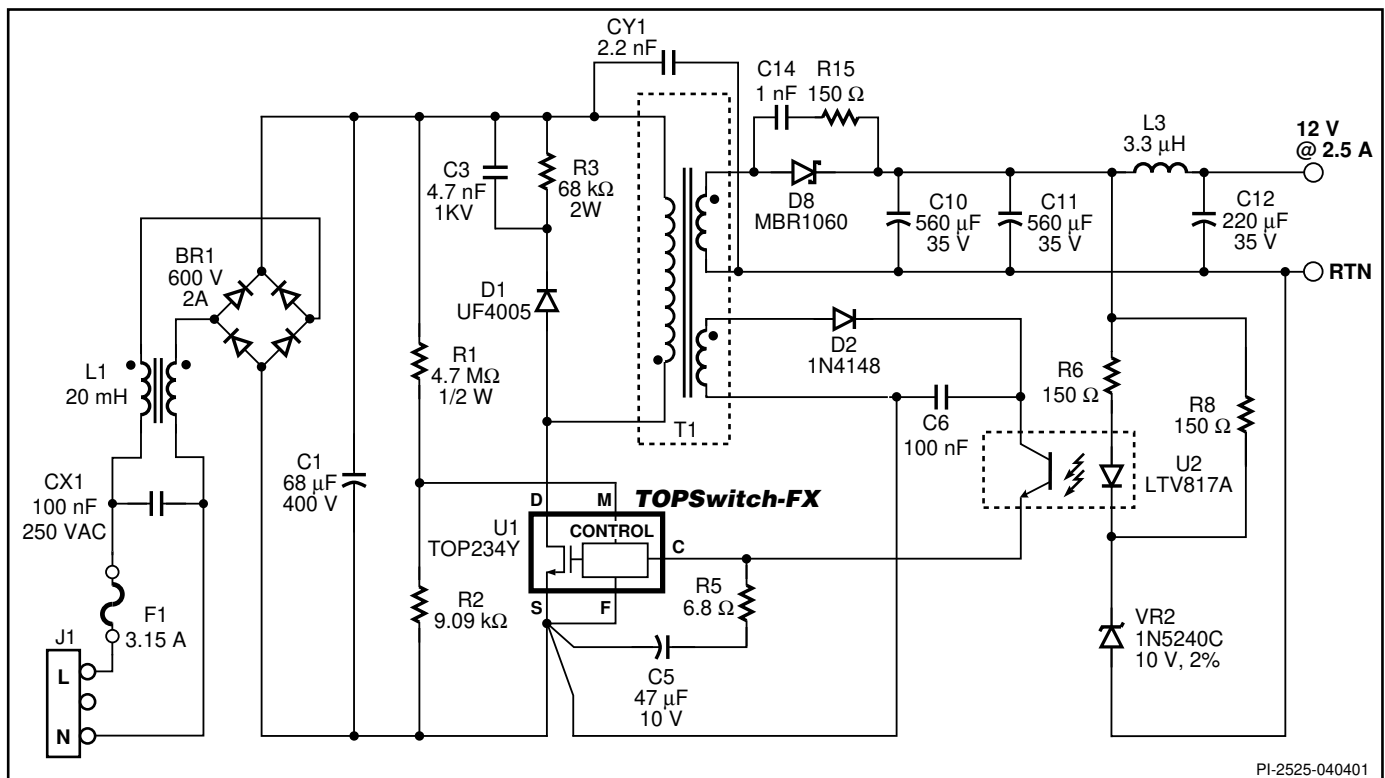 CY1
2.2 nF
C14
1 nF
R15
150 Ω
L3
3.3 µH
12 V
@ 2.5 A
C3
4.7 nF
1KV
R3
68 kΩ
2W
D8
MBR1060
C10
560 µF
35 V
C11
560 µF
35 V
C12
220 µF
35 V
RTN
BR1
600 V
2A
D1
UF4005
D2
1N4148
L1
20 mH
R1
4.7 MΩ
1/2 W
T1
C6
100 nF
R6
150 Ω
R8
150 Ω
U2
LTV817A
CX1
100 nF
250 VAC
C1
68 µF
400 V
D
M
TOPSwitch-FX
U1
TOP234Y
CONTROL
C
S
F
R5
6.8 Ω
R2
9.09 kΩ
F1
3.15 A
J1
L
N
C5
47 µF
10 V
VR2
1N5240C
10 V, 2%
PI-2525-040401